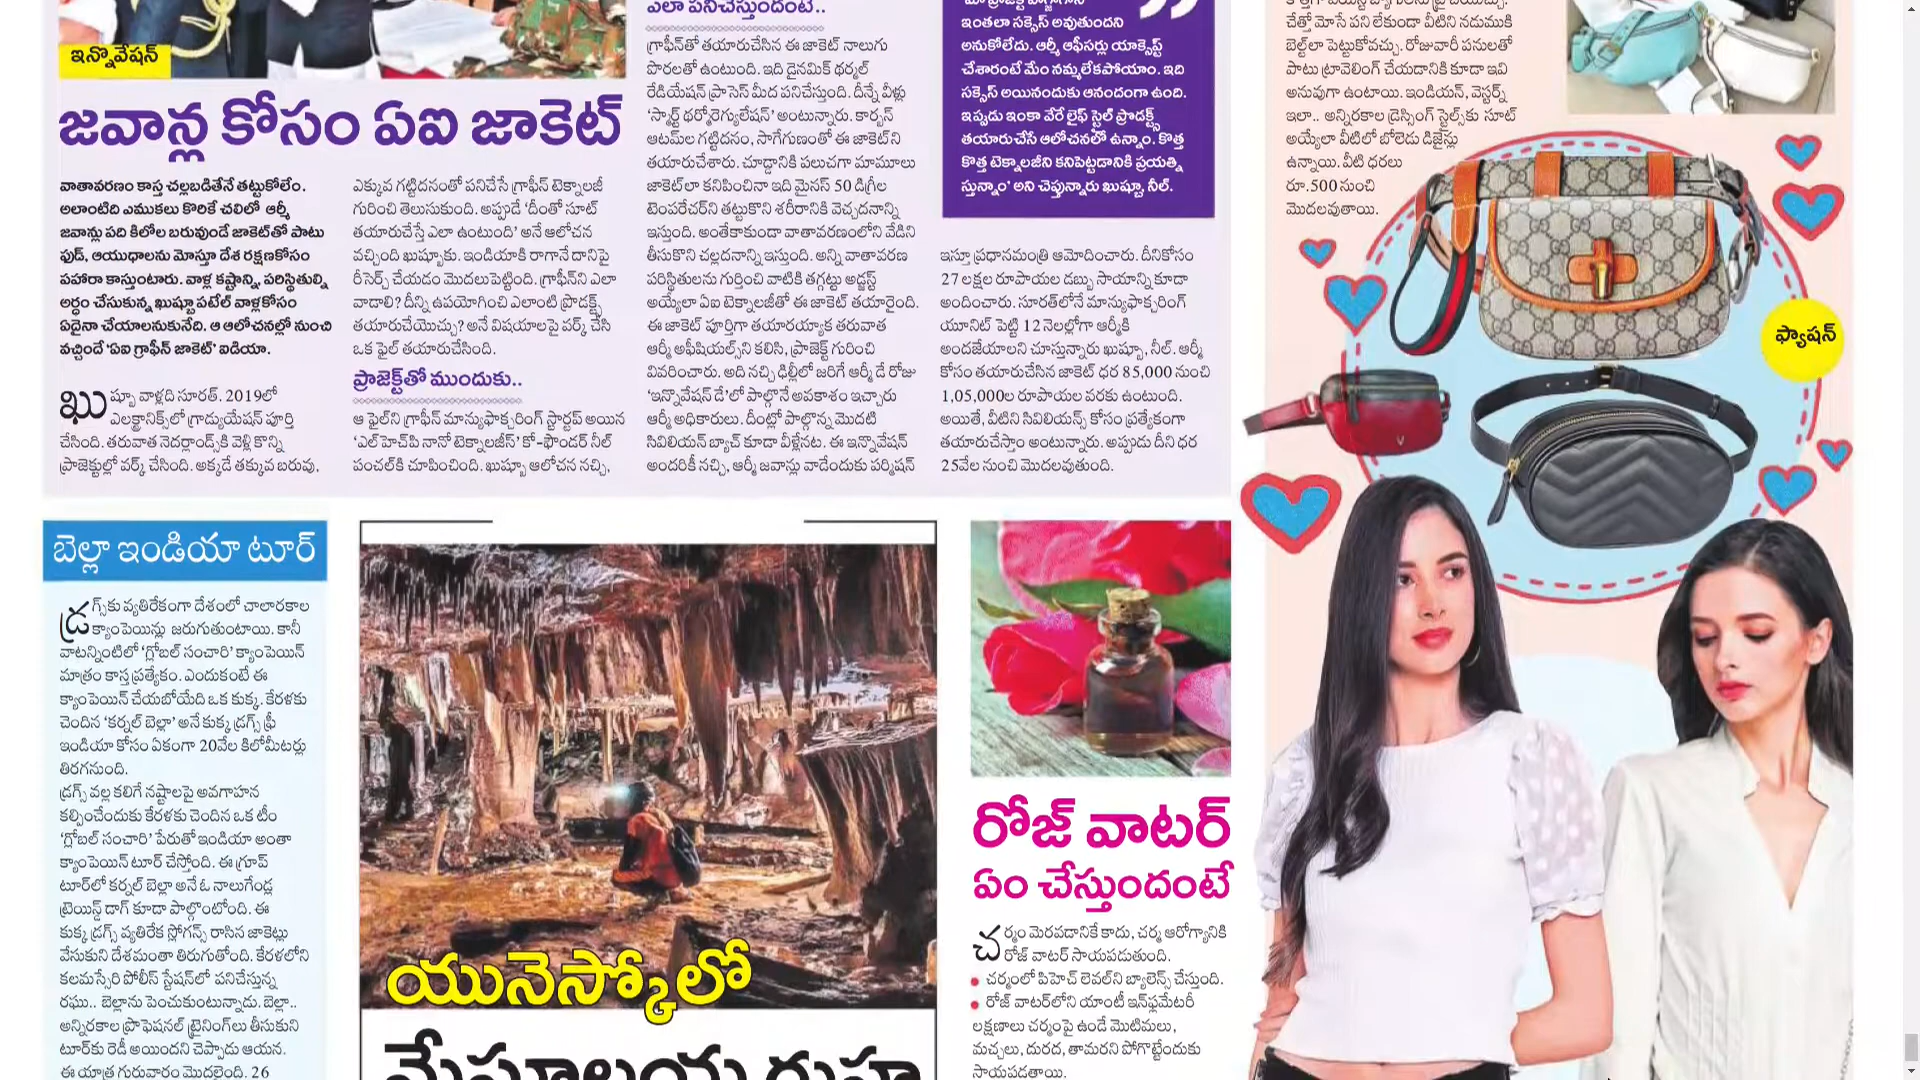 ఇన్నోవేషన్
జవాన్ల కోసం ఏఐ జాకెట్
వాతావరణం కాస్త చల్లబడితేనే తట్టుకోలేం.
అలాంటిది ఎముకలు కొరికే చలిలో ఆర్మీ
జవాన్లు పది కిలోల బరువుండే జాకెట్‌తో పాటు
ఫుడ్, ఆయుధాలను మోస్తూ దేశ రక్షణకోసం
పహారా కాస్తుంటారు. వాళ్ల కష్టాన్ని, పరిస్థితుల్ని
అర్థం చేసుకున్న ఖుష్బూ పటేల్ వాళ్లకోసం
ఏదైనా చేయాలనుకునేది. ఆ ఆలోచనల్లో నుంచి
వచ్చిందే ‘ఏఐ గ్రాఫీన్ జాకెట్’ ఐడియా.
ఖుష్బూ వాళ్లది సూరత్. 2019లో
ఎలక్ట్రానిక్స్‌లో గ్రాడ్యుయేషన్ పూర్తి
చేసింది. తరువాత నెదర్లాండ్స్‌కి వెళ్లి కొన్ని
ప్రాజెక్టుల్లో వర్క్ చేసింది. అక్కడే తక్కువ బరువు,
ఎక్కువ గట్టిదనంతో పనిచేసే గ్రాఫీన్ టెక్నాలజీ
గురించి తెలుసుకుంది. అప్పుడే ‘దీంతో సూట్
తయారుచేస్తే ఎలా ఉంటుంది’ అనే ఆలోచన
వచ్చింది ఖుష్బూకు. ఇండియాకి రాగానే దానిపై
రీసెర్చ్ చేయడం మొదలుపెట్టింది. గ్రాఫీన్‌ని ఎలా
వాడాలి? దీన్ని ఉపయోగించి ఎలాంటి ప్రొడక్ట్స్
తయారుచేయొచ్చు? అనే విషయాలపై వర్క్ చేసి
ఒక ఫైల్ తయారుచేసింది.
ప్రాజెక్ట్‌తో ముందుకు..
ఆ ఫైల్‌ని గ్రాఫీన్ మాన్యుఫాక్చరింగ్ స్టార్టప్ అయిన
‘ఎల్‌హెచ్‌పి నానో టెక్నాలజీస్’ కో-ఫౌండర్ నీల్
పంచల్‌కి చూపించింది. ఖుష్బూ ఆలోచన నచ్చి,
ఎలా పనిచేస్తుందంటే..
గ్రాఫీన్‌తో తయారుచేసిన ఈ జాకెట్ నాలుగు
పొరలతో ఉంటుంది. ఇది డైనమిక్ థర్మల్
రేడియేషన్ ప్రాసెస్ మీద పనిచేస్తుంది. దీన్నే వీళ్లు
‘స్మార్ట్ థర్మోరెగ్యులేషన్’ అంటున్నారు. కార్బన్
ఆటమ్‌ల గట్టిదనం, సాగేగుణంతో ఈ జాకెట్‌ని
తయారుచేశారు. చూడ్డానికి పలుచగా మామూలు
జాకెట్‌లా కనిపించినా ఇది మైనస్ 50 డిగ్రీల
టెంపరేచర్‌ని తట్టుకొని శరీరానికి వెచ్చదనాన్ని
ఇస్తుంది. అంతేకాకుండా వాతావరణంలోని వేడిని
తీసుకొని చల్లదనాన్ని ఇస్తుంది. అన్ని వాతావరణ
పరిస్థితులను గుర్తించి వాటికి తగ్గట్టు అడ్జస్ట్
అయ్యేలా ఏఐ టెక్నాలజీతో ఈ జాకెట్ తయారైంది.
ఈ జాకెట్ పూర్తిగా తయారయ్యాక తరువాత
ఆర్మీ అఫీషియల్స్‌ని కలిసి, ప్రాజెక్ట్ గురించి
వివరించారు. అది నచ్చి ఢిల్లీలో జరిగే ఆర్మీ డే రోజు
‘ఇన్నోవేషన్ డే’లో పాల్గొనే అవకాశం ఇచ్చారు
ఆర్మీ అధికారులు. దీంట్లో పాల్గొన్న మొదటి
సివిలియన్ బ్యాచ్ కూడా వీళ్లేనట. ఈ ఇన్నొవేషన్
అందరికీ నచ్చి, ఆర్మీ జవాన్లు వాడేందుకు పర్మిషన్
ఇంతలా సక్సెస్ అవుతుందని
అనుకోలేదు. ఆర్మీ ఆఫీసర్లు యాక్సెప్ట్
చేశారంటే మేం నమ్మలేకపోయాం. ఇది
సక్సెస్ అయినందుకు ఆనందంగా ఉంది.
ఇప్పుడు ఇంకా వేరే లైఫ్ స్టైల్ ప్రొడక్ట్స్
తయారుచేసే ఆలోచనలో ఉన్నాం. కొత్త
కొత్త టెక్నాలజీని కనిపెట్టడానికి ప్రయత్ని
స్తున్నాం’ అని చెప్తున్నారు ఖుష్బూ, నీల్.
ఇస్తూ ప్రధానమంత్రి ఆమోదించారు. దీనికోసం
27 లక్షల రూపాయల డబ్బు సాయాన్ని కూడా
అందించారు. సూరత్‌లోనే మాన్యుఫాక్చరింగ్
యూనిట్ పెట్టి 12 నెలల్లోగా ఆర్మీకి
అందజేయాలని చూస్తున్నారు ఖుష్బూ, నీల్. ఆర్మీ
కోసం తయారుచేసిన జాకెట్ ధర 85,000 నుంచి
1,05,000ల రూపాయల వరకు ఉంటుంది.
అయితే, వీటిని సివిలియన్స్ కోసం ప్రత్యేకంగా
తయారుచేస్తాం అంటున్నారు. అప్పుడు దీని ధర
25వేల నుంచి మొదలవుతుంది.
చేత్తో మోసే పని లేకుండా వీటిని నడుముకి
బెల్ట్‌లా పెట్టుకోవచ్చు. రోజువారీ పనులతో
పాటు ట్రావెలింగ్ చేయడానికి కూడా ఇవి
అనువుగా ఉంటాయి. ఇండియన్, వెస్టర్న్
ఇలా.. అన్నిరకాల డ్రెస్సింగ్ స్టైల్స్‌కు సూట్
అయ్యేలా వీటిలో బోలెడు డిజైన్లు
ఉన్నాయి. వీటి ధరలు
రూ.500 నుంచి
మొదలవుతాయి.
ఫ్యాషన్
బెల్లా ఇండియా టూర్
డ్రగ్స్‌కు వ్యతిరేకంగా దేశంలో చాలారకాల
క్యాంపెయిన్లు జరుగుతుంటాయి. కానీ
వాటన్నింటిలో ‘గ్లోబల్ సంచారి’ క్యాంపెయిన్
మాత్రం కాస్త ప్రత్యేకం. ఎందుకంటే ఈ
క్యాంపెయిన్ చేయబోయేది ఒక కుక్క. కేరళకు
చెందిన ‘కర్నల్ బెల్లా’ అనే కుక్క డ్రగ్స్ ఫ్రీ
ఇండియా కోసం ఏకంగా 20వేల కిలోమీటర్లు
తిరగనుంది.
డ్రగ్స్ వల్ల కలిగే నష్టాలపై అవగాహన
కల్పించేందుకు కేరళకు చెందిన ఒక టీం
‘గ్లోబల్ సంచారి’ పేరుతో ఇండియా అంతా
క్యాంపెయిన్ టూర్ చేస్తోంది. ఈ గ్రూప్
టూర్‌లో కర్నల్ బెల్లా అనే ఓ నాలుగేండ్ల
ట్రెయిన్డ్ డాగ్ కూడా పాల్గొంటోంది. ఈ
కుక్క డ్రగ్స్ వ్యతిరేక స్లోగన్స్ రాసిన జాకెట్లు
వేసుకుని దేశమంతా తిరుగుతోంది. కేరళలోని
కలమస్సేరి పోలీస్ స్టేషన్‌లో పనిచేస్తున్న
రఘు.. బెల్లాను పెంచుకుంటున్నాడు. బెల్లా..
అన్నిరకాల ప్రొఫెషనల్ ట్రైనింగ్‌లు తీసుకుని
టూర్‌కు రెడీ అయిందని చెప్పాడు ఆయన.
ఈ యాత్ర గురువారం మొదలైంది. 26
యునెస్కోలో
మేఘాలయ గుహ
రోజ్ వాటర్
ఏం చేస్తుందంటే
చర్మం మెరవడానికే కాదు, చర్మ ఆరోగ్యానికి
రోజ్ వాటర్ సాయపడుతుంది.
• చర్మంలో పిహెచ్ లెవల్‌ని బ్యాలెన్స్ చేస్తుంది.
• రోజ్ వాటర్‌లోని యాంటీ ఇన్‌ఫ్లమేటరీ
లక్షణాలు చర్మంపై ఉండే మొటిమలు,
మచ్చలు, దురద, తామరని పోగొట్టేందుకు
సాయపడతాయి.